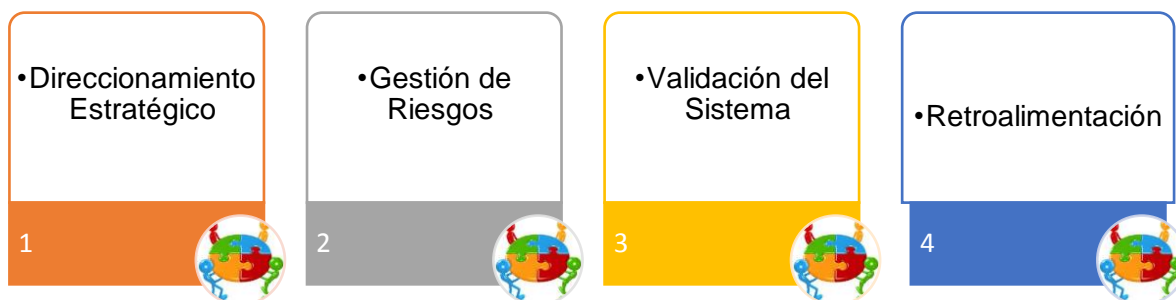 •Direccionamiento
Estratégico
1
•Gestión de
Riesgos
2
•Validación del
Sistema
3
•Retroalimentación
4